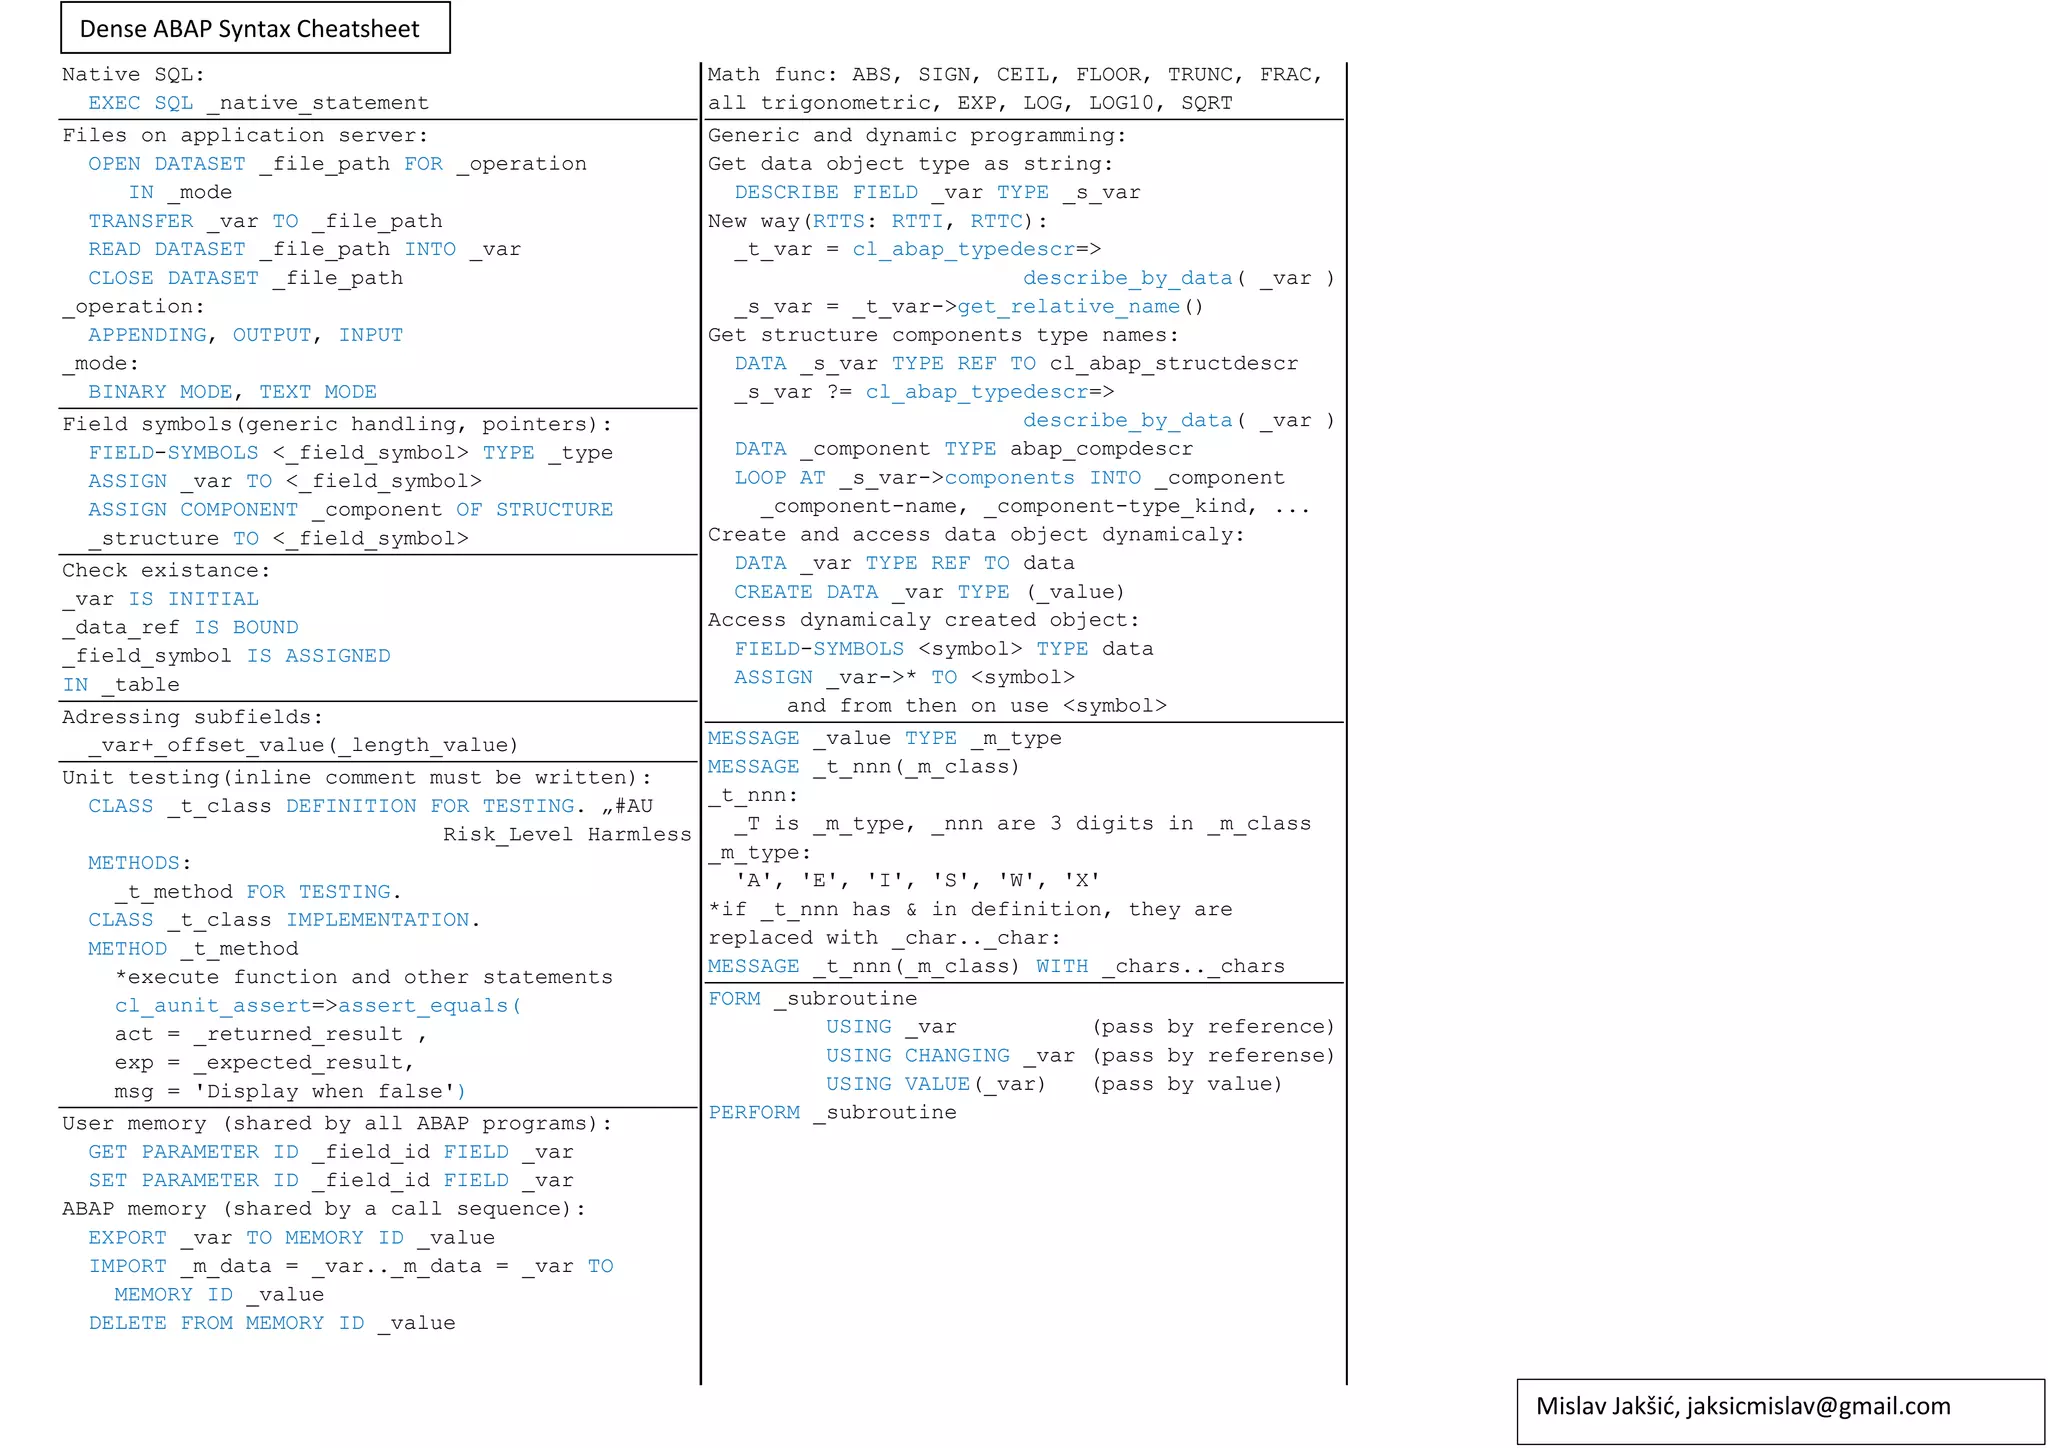 Dense ABAP Syntax Cheatsheet
Native SQL:
EXEC SQL _native_statement
Files on application server:
OPEN DATASET _file_path FOR _operation
IN _mode
TRANSFER _var TO _file_path
READ DATASET _file_path INTO _var
CLOSE DATASET _file_path
_operation:
APPENDING, OUTPUT, INPUT
_mode:
BINARY MODE, TEXT MODE
Field symbols(generic handling, pointers):
FIELD-SYMBOLS <_field_symbol> TYPE _type
ASSIGN _var TO <_field_symbol>
ASSIGN COMPONENT _component OF STRUCTURE
_structure TO <_field_symbol>
Check existance:
_var IS INITIAL
_data_ref IS BOUND
_field_symbol IS ASSIGNED
IN _table
Adressing subfields:
_var+_offset_value(_length_value)
Unit testing(inline comment must be written):
CLASS _t_class DEFINITION FOR TESTING. „#AU
Risk_Level Harmless
METHODS:
_t_method FOR TESTING.
CLASS _t_class IMPLEMENTATION.
METHOD _t_method
*execute function and other statements
cl_aunit_assert=>assert_equals(
act = _returned_result ,
exp = _expected_result,
msg = 'Display when false')
User memory (shared by all ABAP programs):
GET PARAMETER ID _field_id FIELD _var
SET PARAMETER ID _field_id FIELD _var
ABAP memory (shared by a call sequence):
EXPORT _var TO MEMORY ID _value
IMPORT _m_data = _var.._m_data = _var TO
MEMORY ID _value
DELETE FROM MEMORY ID _value
Math func: ABS, SIGN, CEIL, FLOOR, TRUNC, FRAC,
all trigonometric, EXP, LOG, LOG10, SQRT
Generic and dynamic programming:
Get data object type as string:
DESCRIBE FIELD _var TYPE _s_var
New way(RTTS: RTTI, RTTC):
_t_var = cl_abap_typedescr=>
describe_by_data( _var )
_s_var = _t_var->get_relative_name()
Get structure components type names:
DATA _s_var TYPE REF TO cl_abap_structdescr
_s_var ?= cl_abap_typedescr=>
describe_by_data( _var )
DATA _component TYPE abap_compdescr
LOOP AT _s_var->components INTO _component
_component-name, _component-type_kind, ...
Create and access data object dynamicaly:
DATA _var TYPE REF TO data
CREATE DATA _var TYPE (_value)
Access dynamicaly created object:
FIELD-SYMBOLS <symbol> TYPE data
ASSIGN _var->* TO <symbol>
and from then on use <symbol>
MESSAGE _value TYPE _m_type
MESSAGE _t_nnn(_m_class)
_t_nnn:
_T is _m_type, _nnn are 3 digits in _m_class
_m_type:
'A', 'E', 'I', 'S', 'W', 'X'
*if _t_nnn has & in definition, they are
replaced with _char.._char:
MESSAGE _t_nnn(_m_class) WITH _chars.._chars
FORM _subroutine
USING _var (pass by reference)
USING CHANGING _var (pass by referense)
USING VALUE(_var) (pass by value)
PERFORM _subroutine
Mislav Jakšić, jaksicmislav@gmail.com